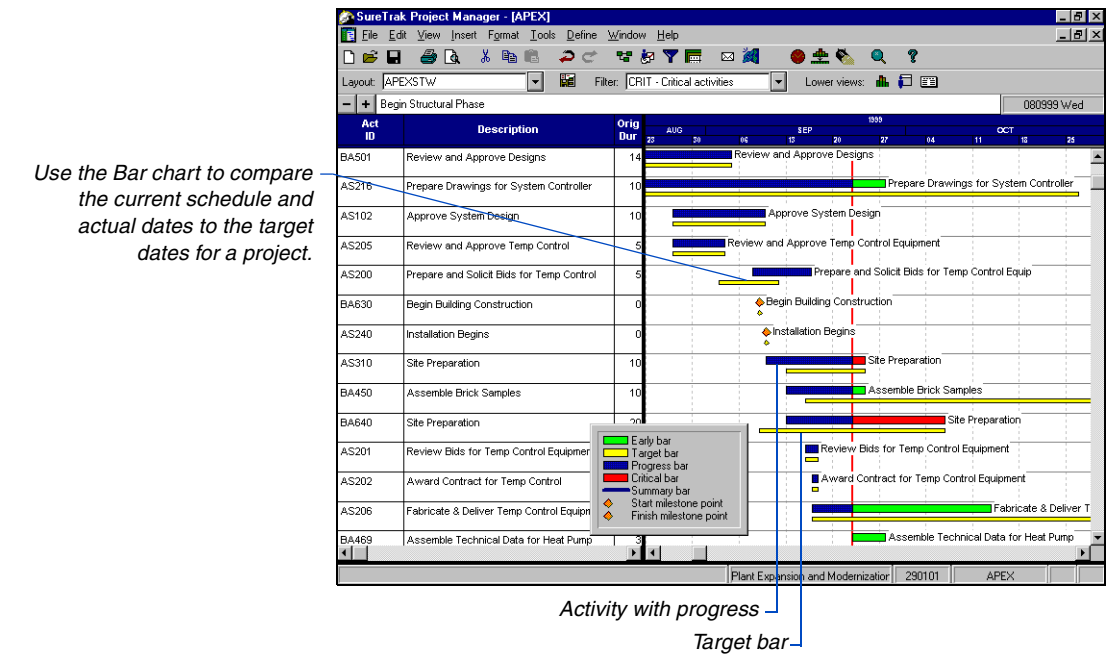 SureTrak Project Manager - [APEX]
File Edit View Insert Format Tools Define Window Help
Layout: APEXSTW Filter: CRIT - Critical activities Lower views:
Begin Structural Phase 080999 Wed
Act ID Description Orig Dur
1999
AUG SEP OCT
23 30 06 13 20 27 04 11 18 25
BA501 Review and Approve Designs 14 Review and Approve Designs
AS216 Prepare Drawings for System Controller 10 Prepare Drawings for System Controller
AS102 Approve System Design 10 Approve System Design
AS205 Review and Approve Temp Control 5 Review and Approve Temp Control Equipment
AS200 Prepare and Solicit Bids for Temp Control 5 Prepare and Solicit Bids for Temp Control Equip
BA630 Begin Building Construction 0 Begin Building Construction
AS240 Installation Begins 0 Installation Begins
AS310 Site Preparation 10 Site Preparation
BA450 Assemble Brick Samples 10 Assemble Brick Samples
BA640 Site Preparation 20 Site Preparation
AS201 Review Bids for Temp Control Equipmen Review Bids for Temp Control Equipment
AS202 Award Contract for Temp Control Award Contract for Temp Control Equipment
AS206 Fabricate & Deliver Temp Control Equipn Fabricate & Deliver T
BA469 Assemble Technical Data for Heat Pump 3 Assemble Technical Data for Heat Pump
Early bar
Target bar
Progress bar
Critical bar
Summary bar
Start milestone point
Finish milestone point
Plant Expansion and Modernization 290101 APEX
Use the Bar chart to compare
the current schedule and
actual dates to the target
dates for a project.
Activity with progress
Target bar